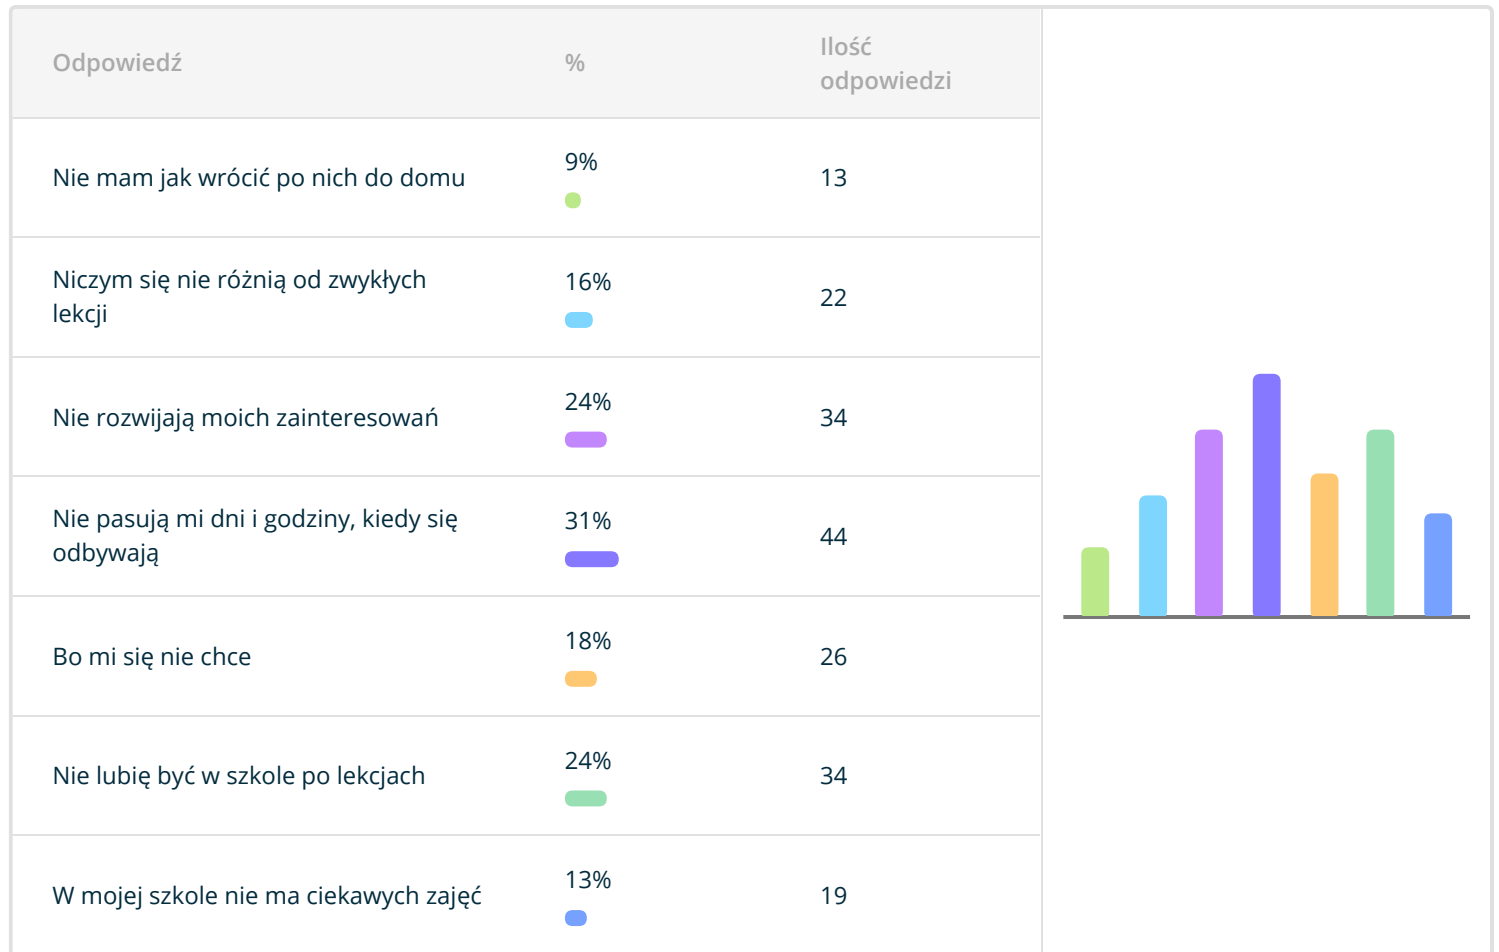 Odpowiedź % Ilość
odpowiedzi
Nie mam jak wrócić po nich do domu 9% 13
Niczym się nie różnią od zwykłych
lekcji 16% 22
Nie rozwijają moich zainteresowań 24% 34
Nie pasują mi dni i godziny, kiedy się
odbywają 31% 44
Bo mi się nie chce 18% 26
Nie lubię być w szkole po lekcjach 24% 34
W mojej szkole nie ma ciekawych zajęć 13% 19